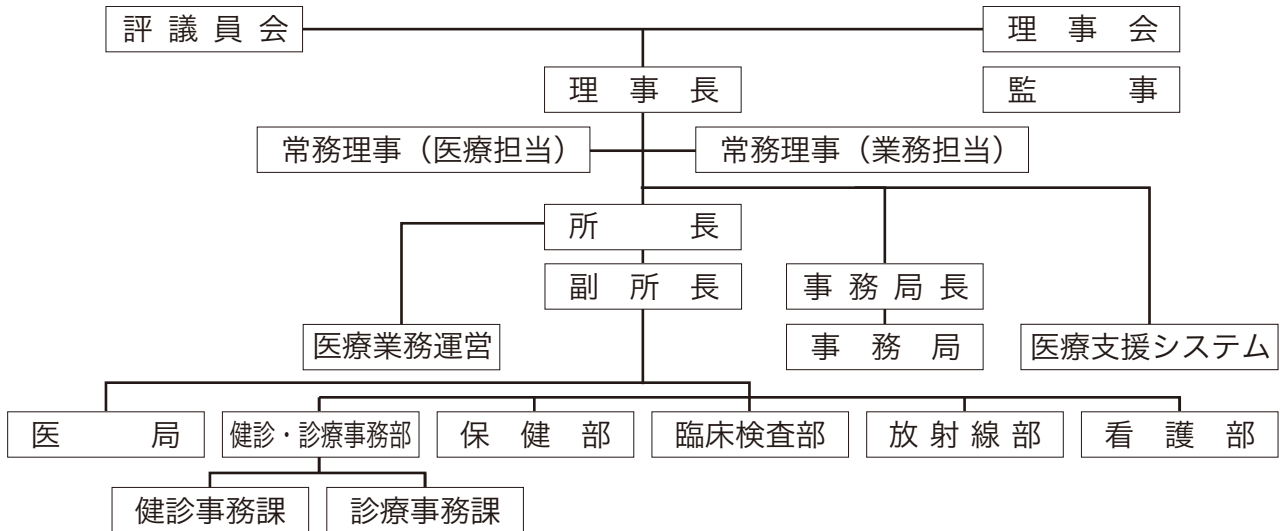 評議員会
理事会
理事長
監事
常務理事（医療担当）
常務理事（業務担当）
所長
副所長
事務局長
医療業務運営
事務局
医療支援システム
医局
健診・診療事務部
保健部
臨床検査部
放射線部
看護部
健診事務課
診療事務課